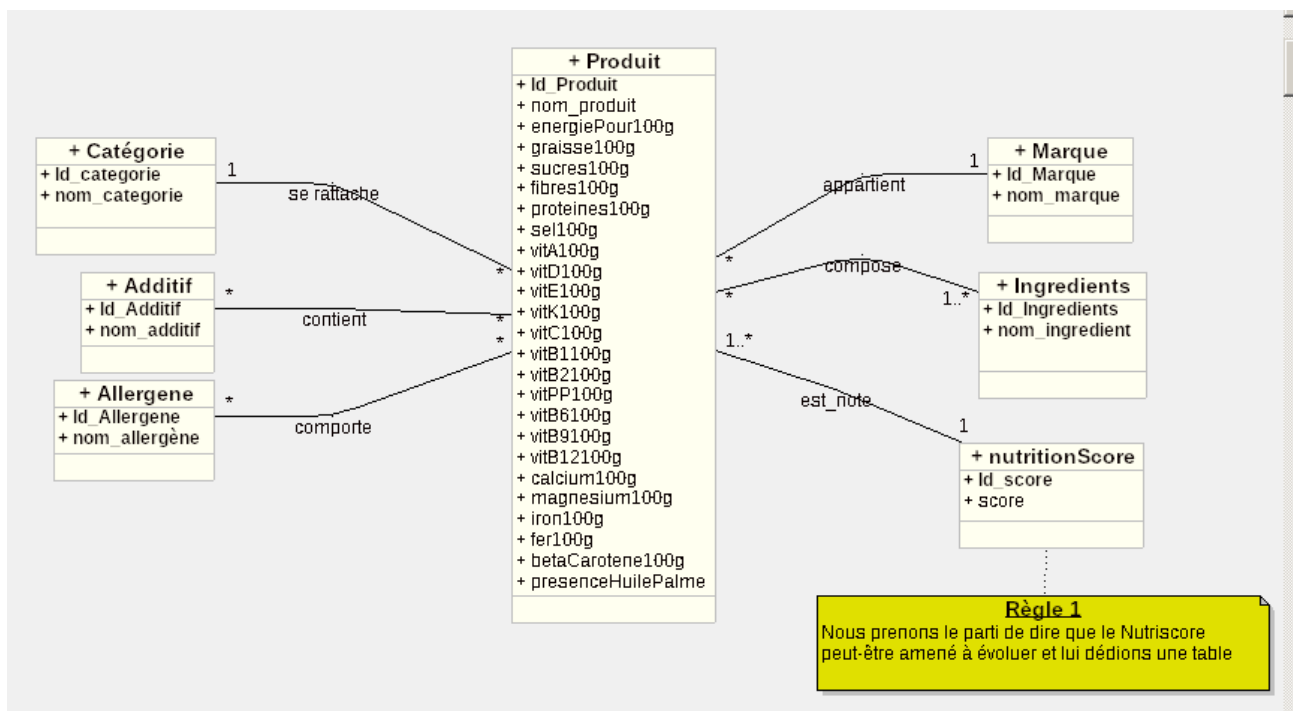 + Produit
+ Id_Produit
+ nom_produit
+ energiePour100g
+ graisse100g
+ sucres100g
+ fibres100g
+ proteines100g
+ sel100g
+ vitA100g
+ vitD100g
+ vitE100g
+ vitK100g
+ vitC100g
+ vitB1100g
+ vitB2100g
+ vitPP100g
+ vitB6100g
+ vitB9100g
+ vitB12100g
+ calcium100g
+ magnesium100g
+ iron100g
+ fer100g
+ betaCarotene100g
+ presenceHuilePalme
+ Catégorie
+ Id_categorie
+ nom_categorie
1
se rattache
*
+ Additif
+ Id_Additif
+ nom_additif
*
contient
*
+ Allergene
+ Id_Allergene
+ nom_allergène
*
comporte
*
+ Marque
+ Id_Marque
+ nom_marque
1
appartient
*
+ Ingredients
+ Id_Ingredients
+ nom_ingredient
1..*
compose
*
1..*
est_note
1
+ nutritionScore
+ Id_score
+ score
Règle 1
Nous prenons le parti de dire que le Nutriscore
peut-être amené à évoluer et lui dédions une table